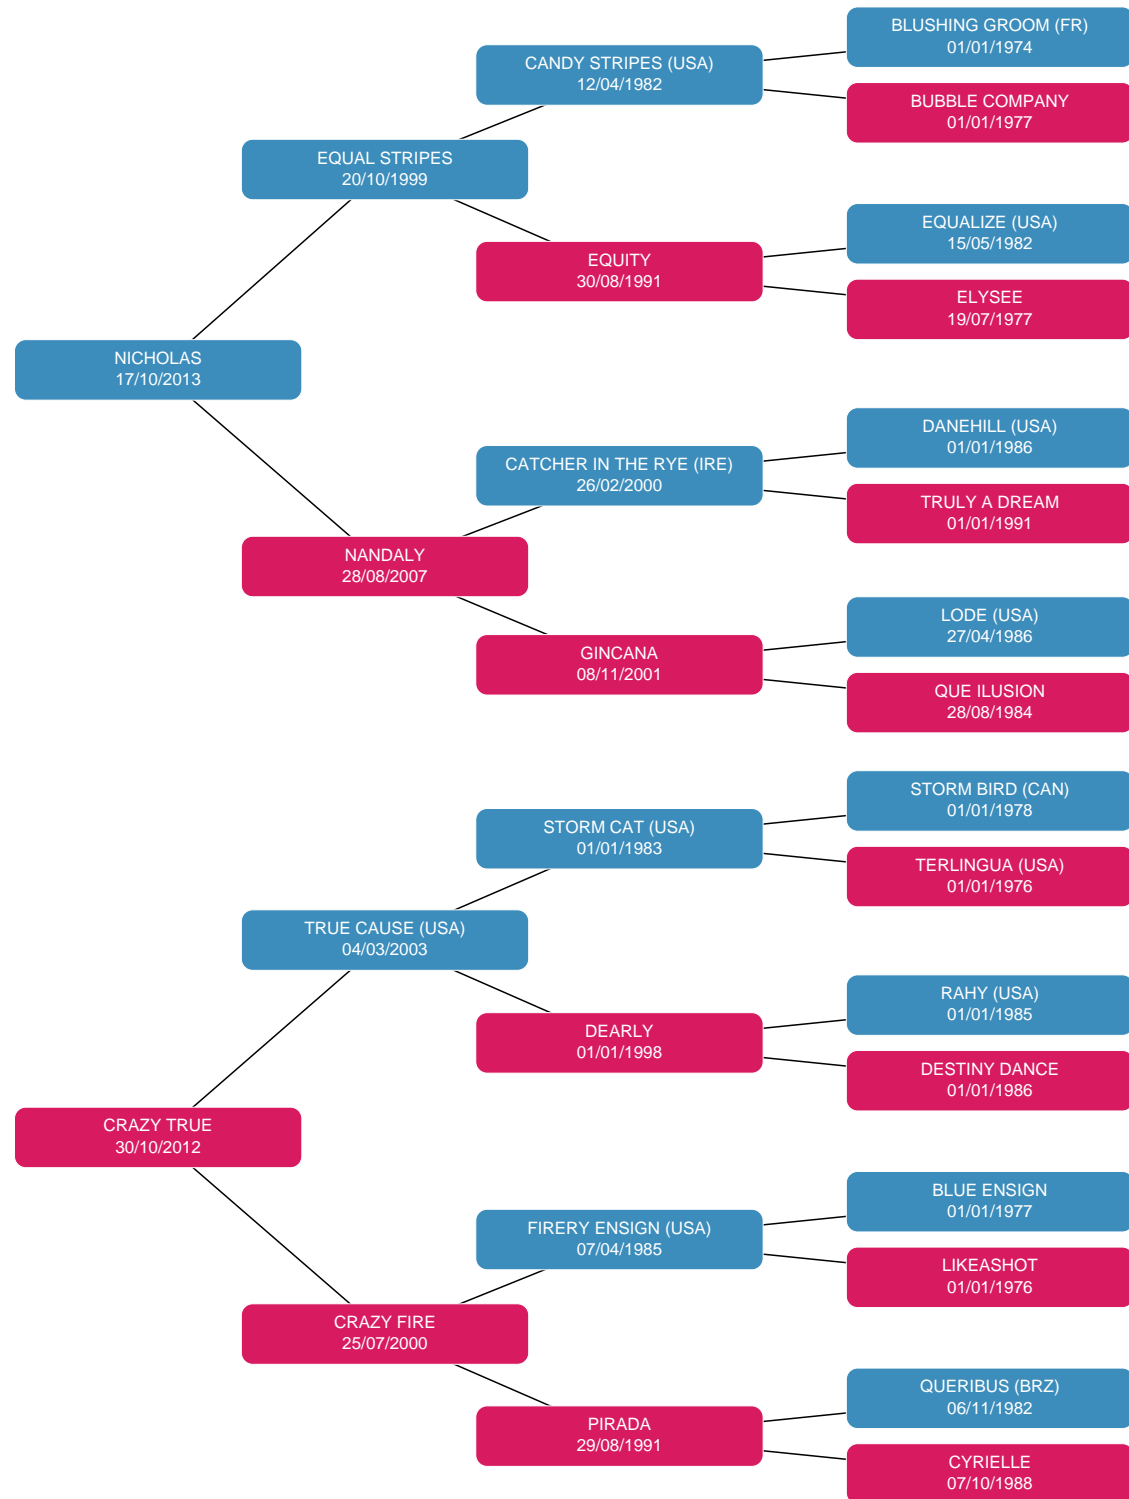 BLUSHING GROOM (FR)
01/01/1974
CANDY STRIPES (USA)
12/04/1982
BUBBLE COMPANY
01/01/1977
EQUAL STRIPES
20/10/1999
EQUALIZE (USA)
15/05/1982
EQUITY
30/08/1991
ELYSEE
19/07/1977
NICHOLAS
17/10/2013
DANEHILL (USA)
01/01/1986
CATCHER IN THE RYE (IRE)
26/02/2000
TRULY A DREAM
01/01/1991
NANDALY
28/08/2007
LODE (USA)
27/04/1986
GINCANA
08/11/2001
QUE ILUSION
28/08/1984
STORM BIRD (CAN)
01/01/1978
STORM CAT (USA)
01/01/1983
TERLINGUA (USA)
01/01/1976
TRUE CAUSE (USA)
04/03/2003
RAHY (USA)
01/01/1985
DEARLY
01/01/1998
DESTINY DANCE
01/01/1986
CRAZY TRUE
30/10/2012
BLUE ENSIGN
01/01/1977
FIRERY ENSIGN (USA)
07/04/1985
LIKEASHOT
01/01/1976
CRAZY FIRE
25/07/2000
QUERIBUS (BRZ)
06/11/1982
PIRADA
29/08/1991
CYRIELLE
07/10/1988